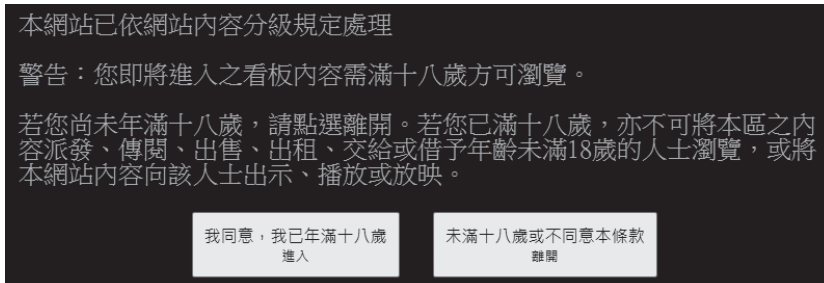 本網站已依網站內容分級規定處理
警告：您即將進入之看板內容需滿十八歲方可瀏覽。
若您尚未年滿十八歲，請點選離開。若您已滿十八歲，亦不可將本區之內
容派發、傳閱、出售、出租、交給或借予年齡未滿18歲的人士瀏覽，或將
本網站內容向該人士出示、播放或放映。
我同意，我已年滿十八歲
進入
未滿十八歲或不同意本條款
離開